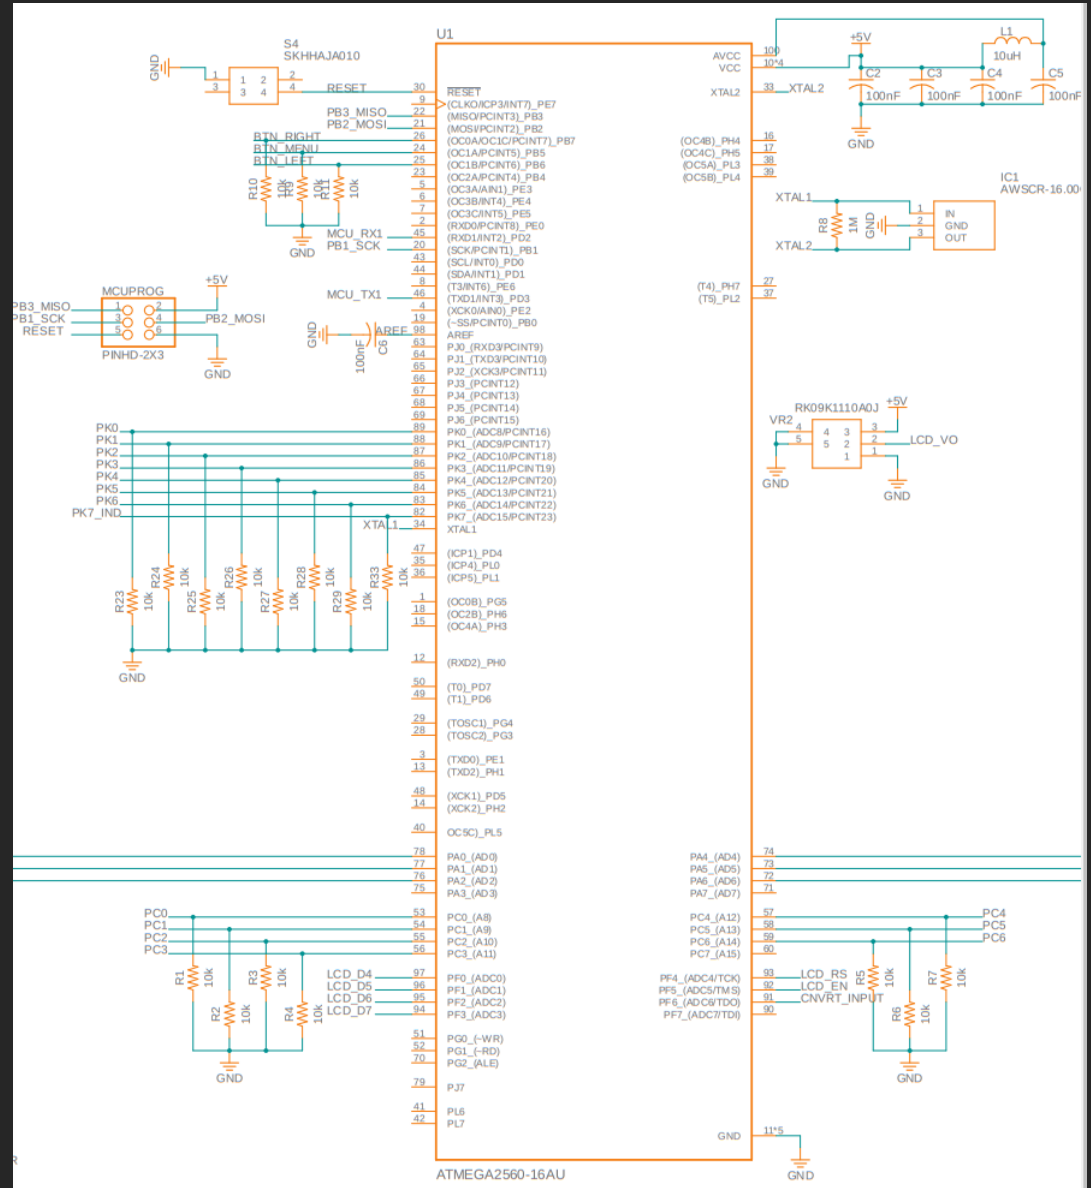 U1
S4
SKHHAJA010
GND
1 1 2 2
3 3 4 4
RESET
PB3_MISO
PB2_MOSI
BTN_RIGHT
BTN_MENU
BTN_LEFT
R10 10k
R9 10k
R11 10k
GND
MCU_RX1
PB1_SCK
MCU_TX1
GND
100nF
C6
AREF
MCUPROG
+5V
PB3_MISO 1 2
PB1_SCK 3 4 PB2_MOSI
RESET 5 6
PINHD-2X3
GND
PK0
PK1
PK2
PK3
PK4
PK5
PK6
PK7_IND
XTAL1
R23 10k
R24 10k
R25 10k
R26 10k
R27 10k
R28 10k
R29 10k
R33 10k
GND
PC0
PC1
PC2
PC3
R1 10k
R2 10k
R3 10k
R4 10k
GND
LCD_D4
LCD_D5
LCD_D6
LCD_D7
30 RESET
9 (CLKO/ICP3/INT7)_PE7
22 (MISO/PCINT3)_PB3
21 (MOSI/PCINT2)_PB2
26 (OC0A/OC1C/PCINT7)_PB7
24 (OC1A/PCINT5)_PB5
25 (OC1B/PCINT6)_PB6
23 (OC2A/PCINT4)_PB4
5 (OC3A/AIN1)_PE3
6 (OC3B/INT4)_PE4
7 (OC3C/INT5)_PE5
2 (RXD0/PCINT8)_PE0
45 (RXD1/INT2)_PD2
20 (SCK/PCINT1)_PB1
43 (SCL/INT0)_PD0
44 (SDA/INT1)_PD1
8 (T3/INT6)_PE6
46 (TXD1/INT3)_PD3
4 (XCK0/AIN0)_PE2
19 (~SS/PCINT0)_PB0
98 AREF
63 PJ0_(RXD3/PCINT9)
64 PJ1_(TXD3/PCINT10)
65 PJ2_(XCK3/PCINT11)
66 PJ3_(PCINT12)
67 PJ4_(PCINT13)
68 PJ5_(PCINT14)
69 PJ6_(PCINT15)
89 PK0_(ADC8/PCINT16)
88 PK1_(ADC9/PCINT17)
87 PK2_(ADC10/PCINT18)
86 PK3_(ADC11/PCINT19)
85 PK4_(ADC12/PCINT20)
84 PK5_(ADC13/PCINT21)
83 PK6_(ADC14/PCINT22)
82 PK7_(ADC15/PCINT23)
34 XTAL1
47 (ICP1)_PD4
35 (ICP4)_PL0
36 (ICP5)_PL1
1 (OC0B)_PG5
18 (OC2B)_PH6
15 (OC4A)_PH3
12 (RXD2)_PH0
50 (T0)_PD7
49 (T1)_PD6
29 (TOSC1)_PG4
28 (TOSC2)_PG3
3 (TXD0)_PE1
13 (TXD2)_PH1
48 (XCK1)_PD5
14 (XCK2)_PH2
40 OC5C)_PL5
78 PA0_(AD0)
77 PA1_(AD1)
76 PA2_(AD2)
75 PA3_(AD3)
53 PC0_(A8)
54 PC1_(A9)
55 PC2_(A10)
56 PC3_(A11)
97 PF0_(ADC0)
96 PF1_(ADC1)
95 PF2_(ADC2)
94 PF3_(ADC3)
51 PG0_(~WR)
52 PG1_(~RD)
70 PG2_(ALE)
79 PJ7
41 PL6
42 PL7
AVCC 100
VCC 10*4
XTAL2 33 XTAL2
(OC4B)_PH4 16
(OC4C)_PH5 17
(OC5A)_PL3 38
(OC5B)_PL4 39
(T4)_PH7 27
(T5)_PL2 37
PA4_(AD4) 74
PA5_(AD5) 73
PA6_(AD6) 72
PA7_(AD7) 71
PC4_(A12) 57 PC4
PC5_(A13) 58 PC5
PC6_(A14) 59 PC6
PC7_(A15) 60
PF4_(ADC4/TCK) 93 LCD_RS
PF5_(ADC5/TMS) 92 LCD_EN
PF6_(ADC6/TDO) 91 CNVRT_INPUT
PF7_(ADC7/TDI) 90
GND 11*5
GND
ATMEGA2560-16AU
+5V
L1
10uH
C2 C3 C4 C5
100nF 100nF 100nF 100nF
GND
IC1
AWSCR-16.00
XTAL1
R8 1M
GND
XTAL2
1 IN
2 GND
3 OUT
RK09K1110A0J
+5V
VR2
4 4 3 3
5 5 2 2 LCD_VO
1 1
GND
GND
R5 10k
R6 10k
R7 10k
GND